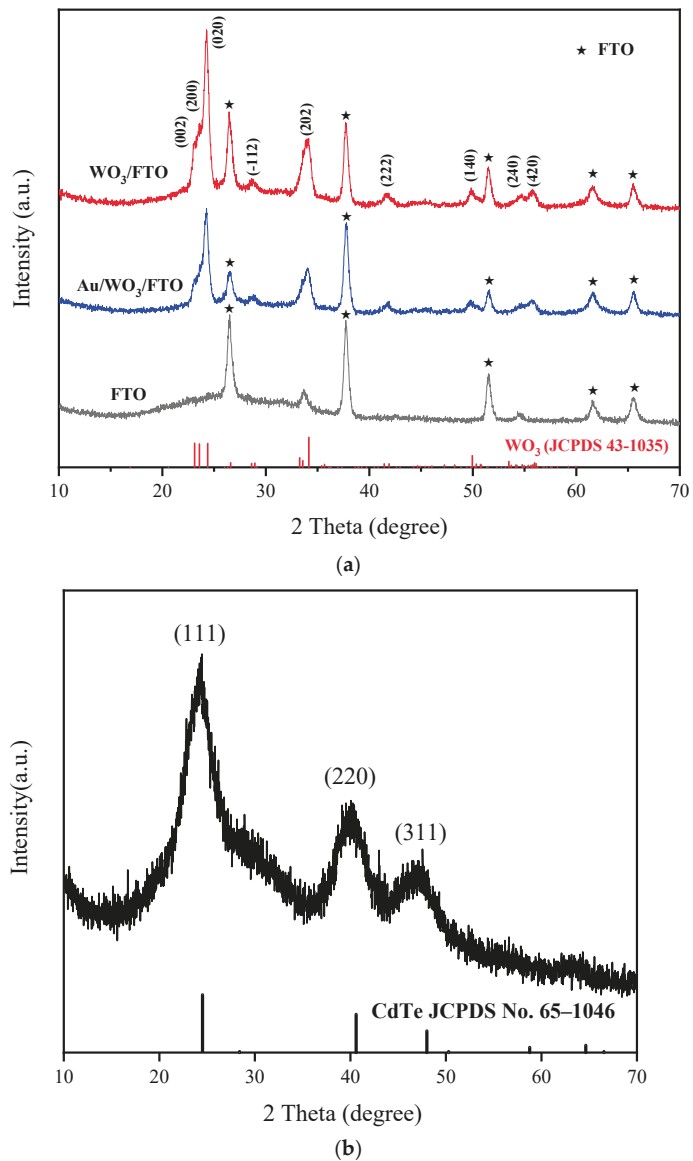 (020)
(200)
(002)
★ FTO
★
(-112)
(202)
★
(222)
(140)
★
(240)
(420)
★
★
WO3/FTO
Au/WO3/FTO
★
★
★
★
★
FTO
★
★
★
★
★
WO3 (JCPDS 43-1035)
Intensity (a.u.)
10 20 30 40 50 60 70
2 Theta (degree)
(a)
(111)
(220)
(311)
CdTe JCPDS No. 65–1046
Intensity(a.u.)
10 20 30 40 50 60 70
2 Theta (degree)
(b)